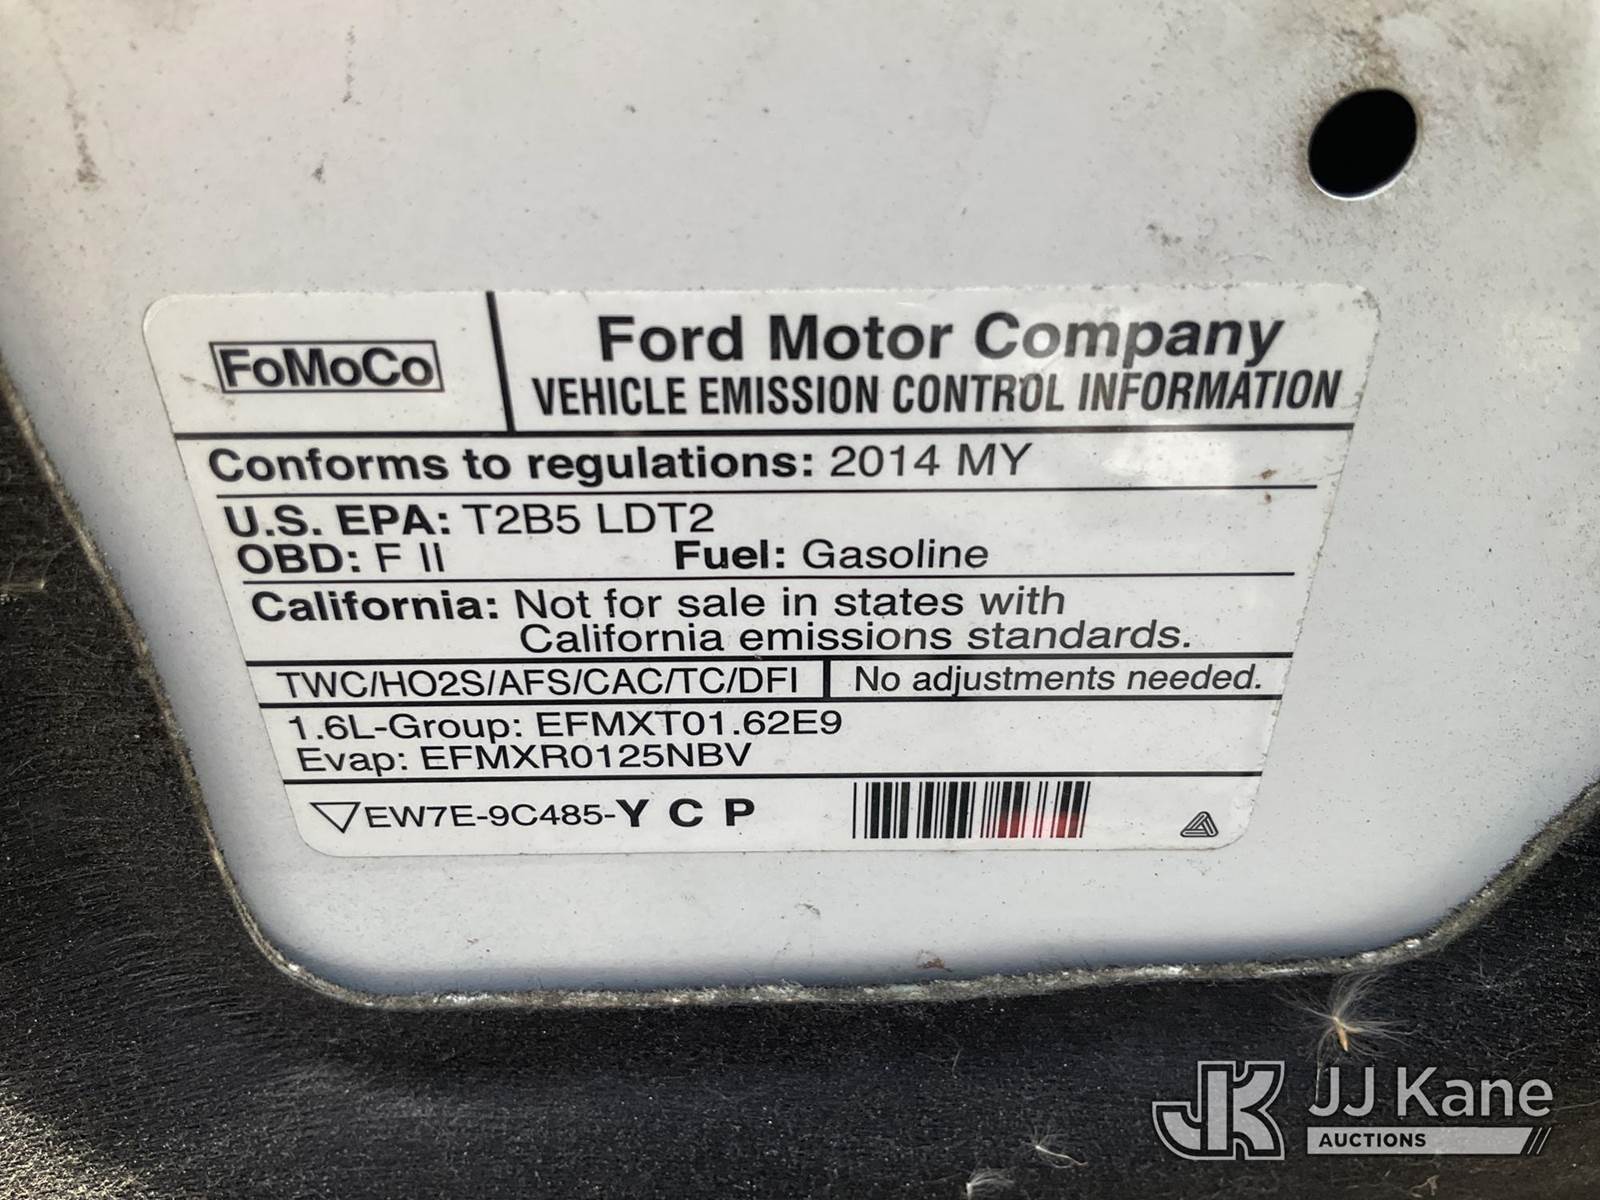 FoMoCo
Ford Motor Company
VEHICLE EMISSION CONTROL INFORMATION
Conforms to regulations: 2014 MY
U.S. EPA: T2B5 LDT2
OBD: F II Fuel: Gasoline
California: Not for sale in states with
California emissions standards.
TWC/HO2S/AFS/CAC/TC/DFI No adjustments needed.
1.6L-Group: EFMXT01.62E9
Evap: EFMXR0125NBV
EW7E-9C485-Y C P
JK JJ Kane
AUCTIONS